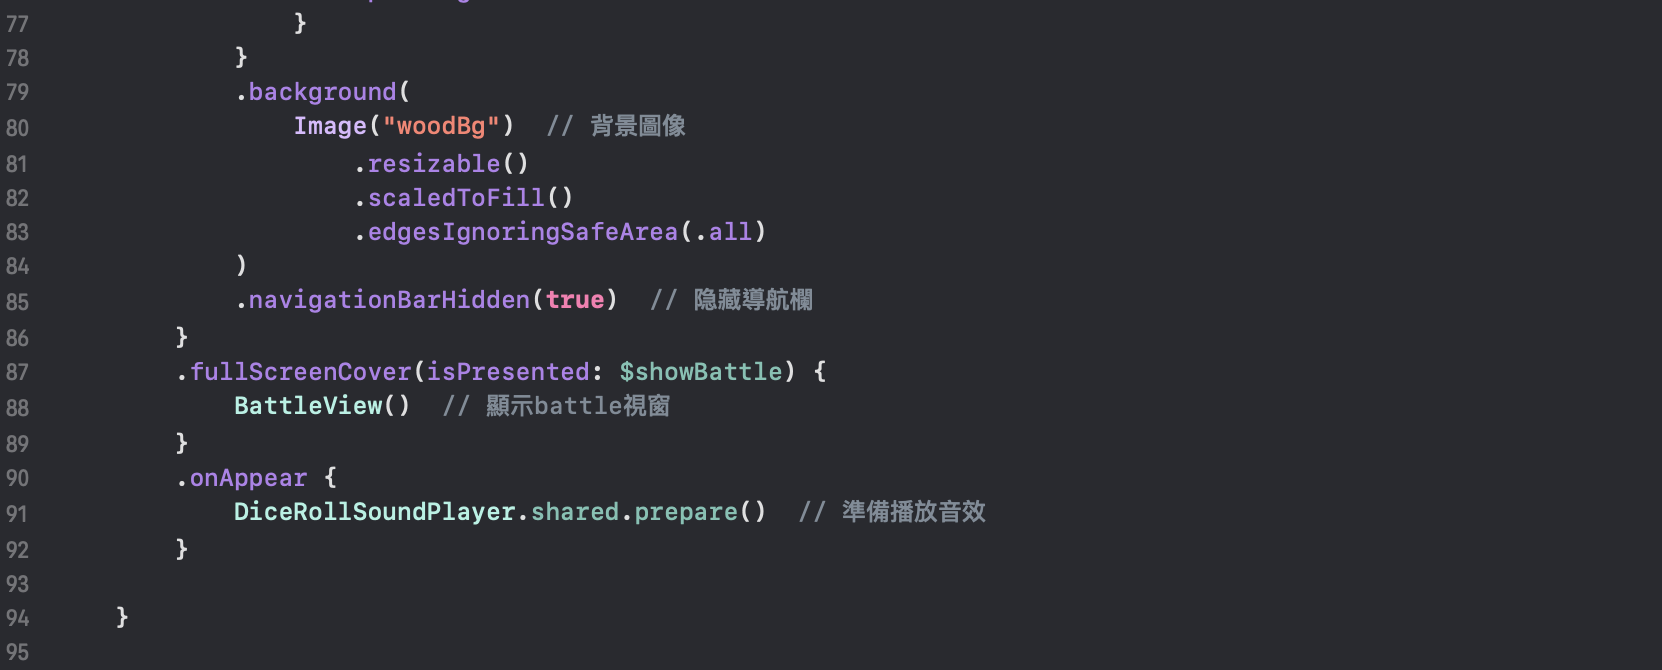 77 }
78 }
79 .background(
80 Image("woodBg") // 背景圖像
81 .resizable()
82 .scaledToFill()
83 .edgesIgnoringSafeArea(.all)
84 )
85 .navigationBarHidden(true) // 隐藏導航欄
86 }
87 .fullScreenCover(isPresented: $showBattle) {
88 BattleView() // 顯示battle視窗
89 }
90 .onAppear {
91 DiceRollSoundPlayer.shared.prepare() // 準備播放音效
92 }
93
94 }
95